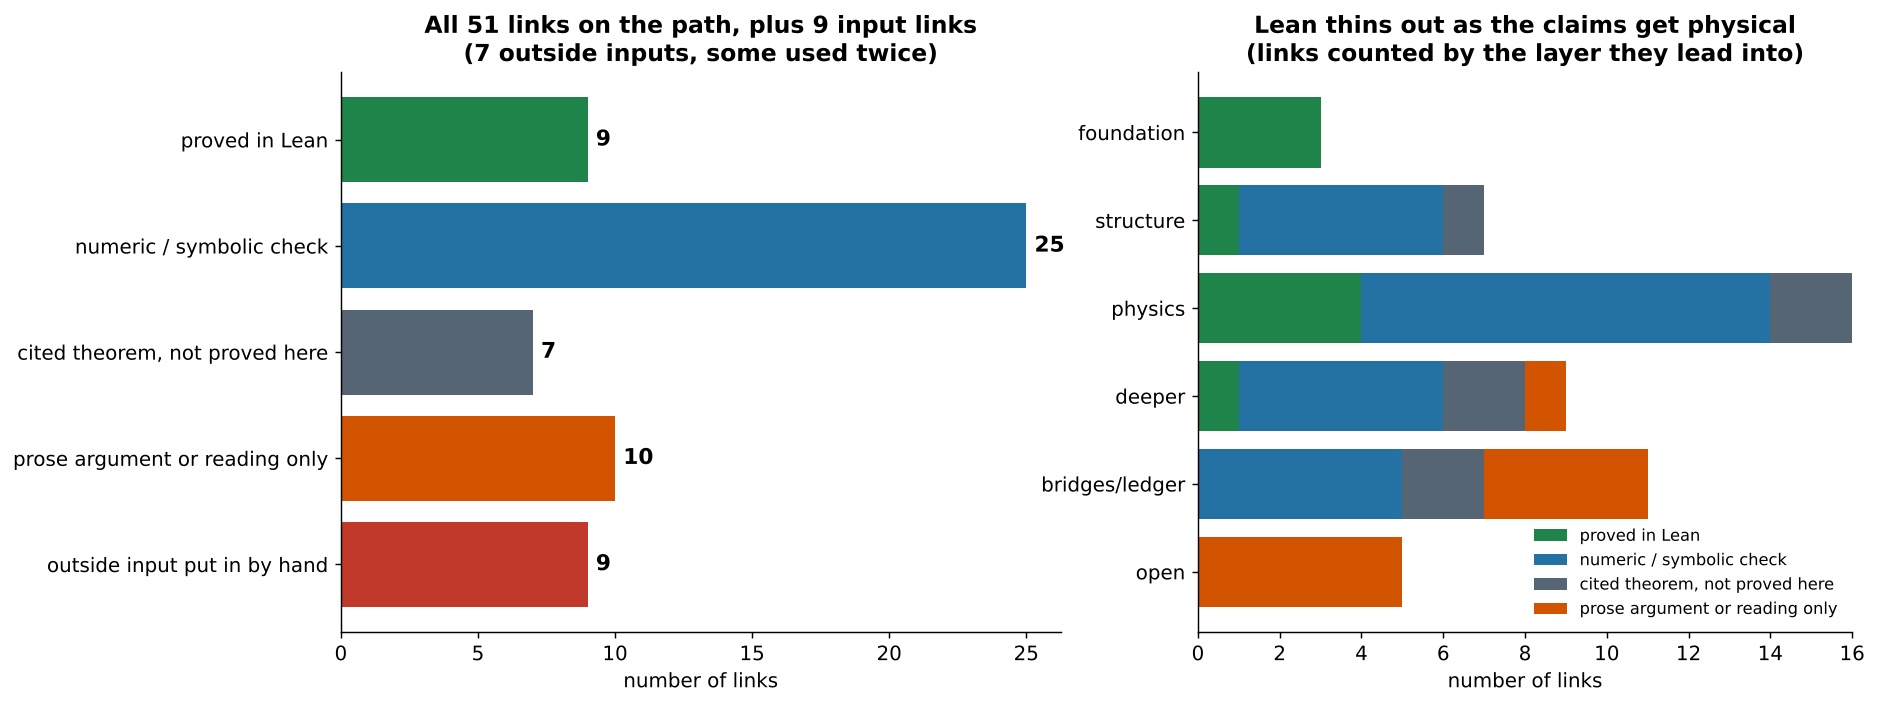 All 51 links on the path, plus 9 input links
(7 outside inputs, some used twice)
proved in Lean
9
numeric / symbolic check
25
cited theorem, not proved here
7
prose argument or reading only
10
outside input put in by hand
9
0 5 10 15 20 25
number of links
Lean thins out as the claims get physical
(links counted by the layer they lead into)
foundation
structure
physics
deeper
bridges/ledger
open
proved in Lean
numeric / symbolic check
cited theorem, not proved here
prose argument or reading only
0 2 4 6 8 10 12 14 16
number of links